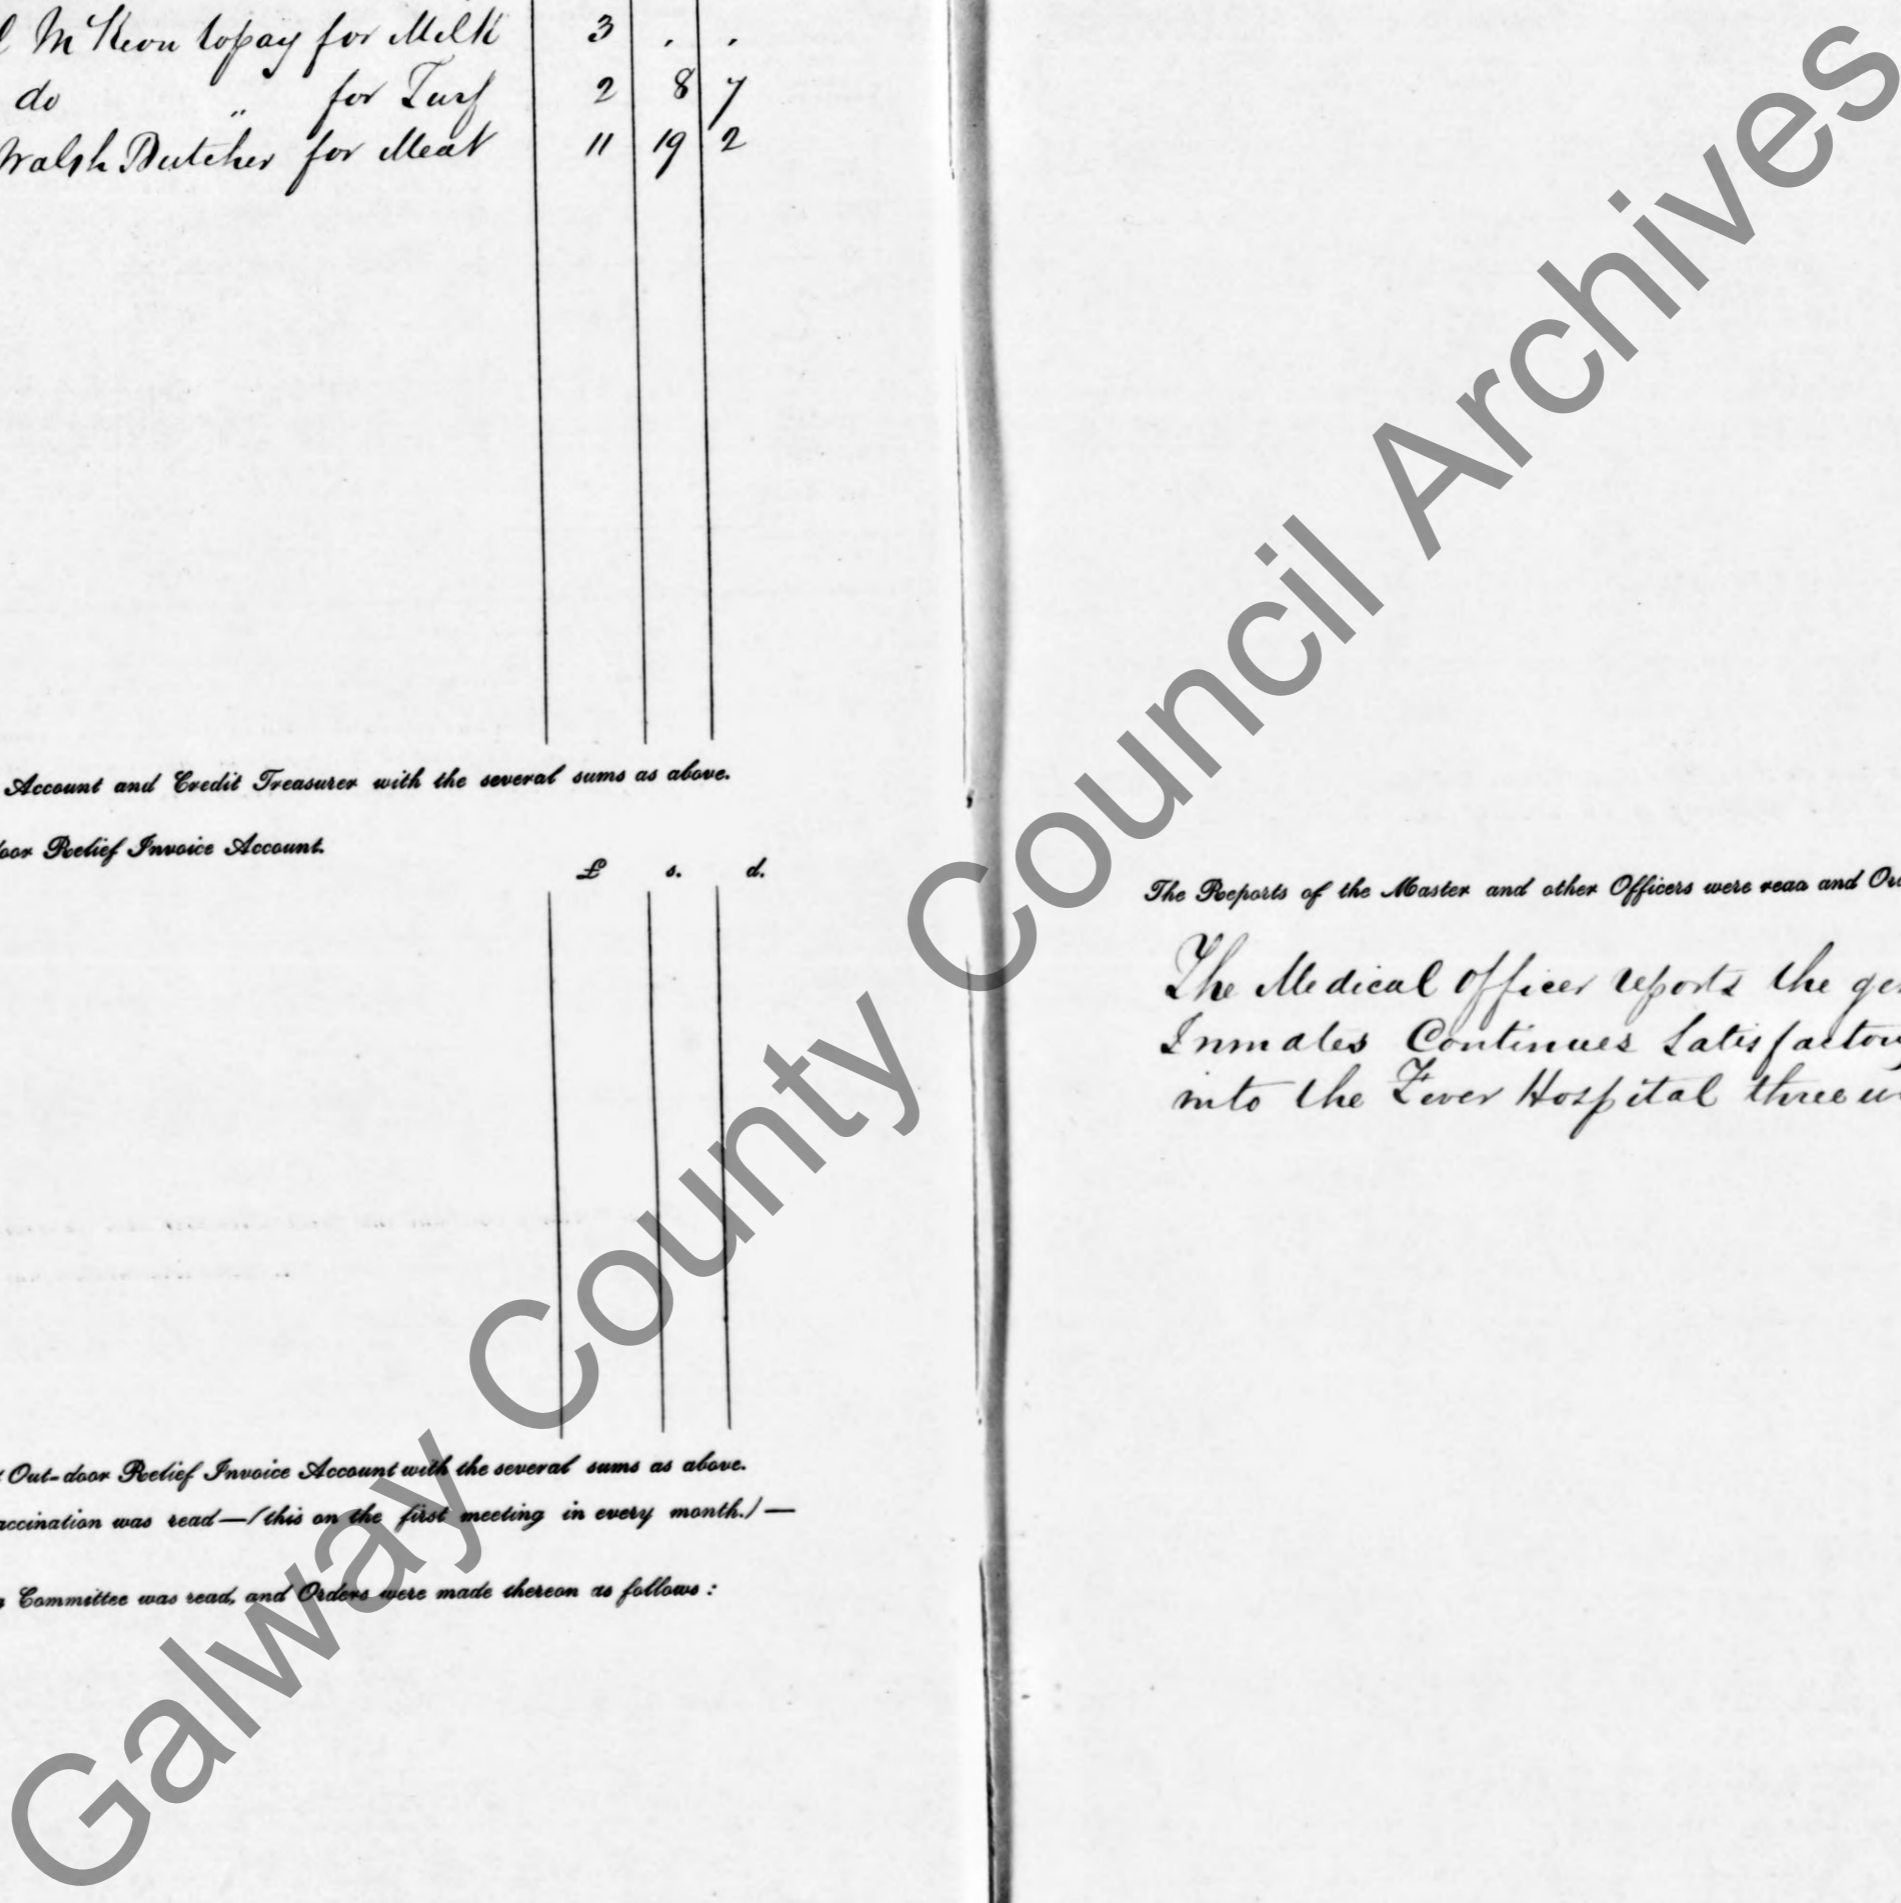 McKeon to pay for Milk 3 . .
do " for Turf 2 8 7
Walsh Butcher for Meat 11 19 2
Account and Credit Treasurer with the several sums as above.
door Relief Invoice Account.
£ s. d.
Out-door Relief Invoice Account with the several sums as above.
accination was read—(this on the first meeting in every month.)—
Committee was read, and Orders were made thereon as follows:
The Reports of the Master and other Officers were read and Or
The Medical Officer reports the ge
Inmates Continues Satisfactory
into the Fever Hospital three
Galway County Council Archives